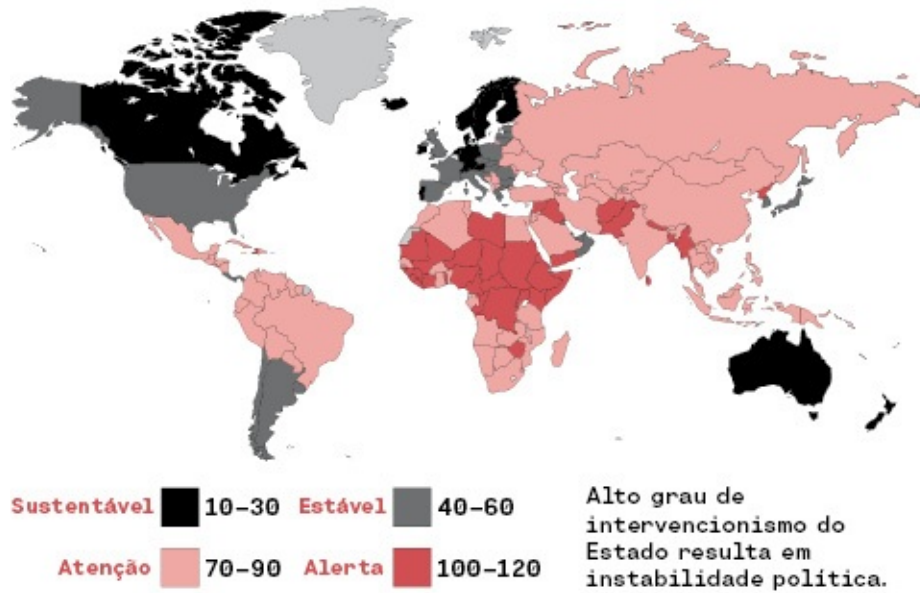 Sustentável 10–30 Estável 40–60
Atenção 70–90 Alerta 100–120
Alto grau de
intervencionismo do
Estado resulta em
instabilidade política.